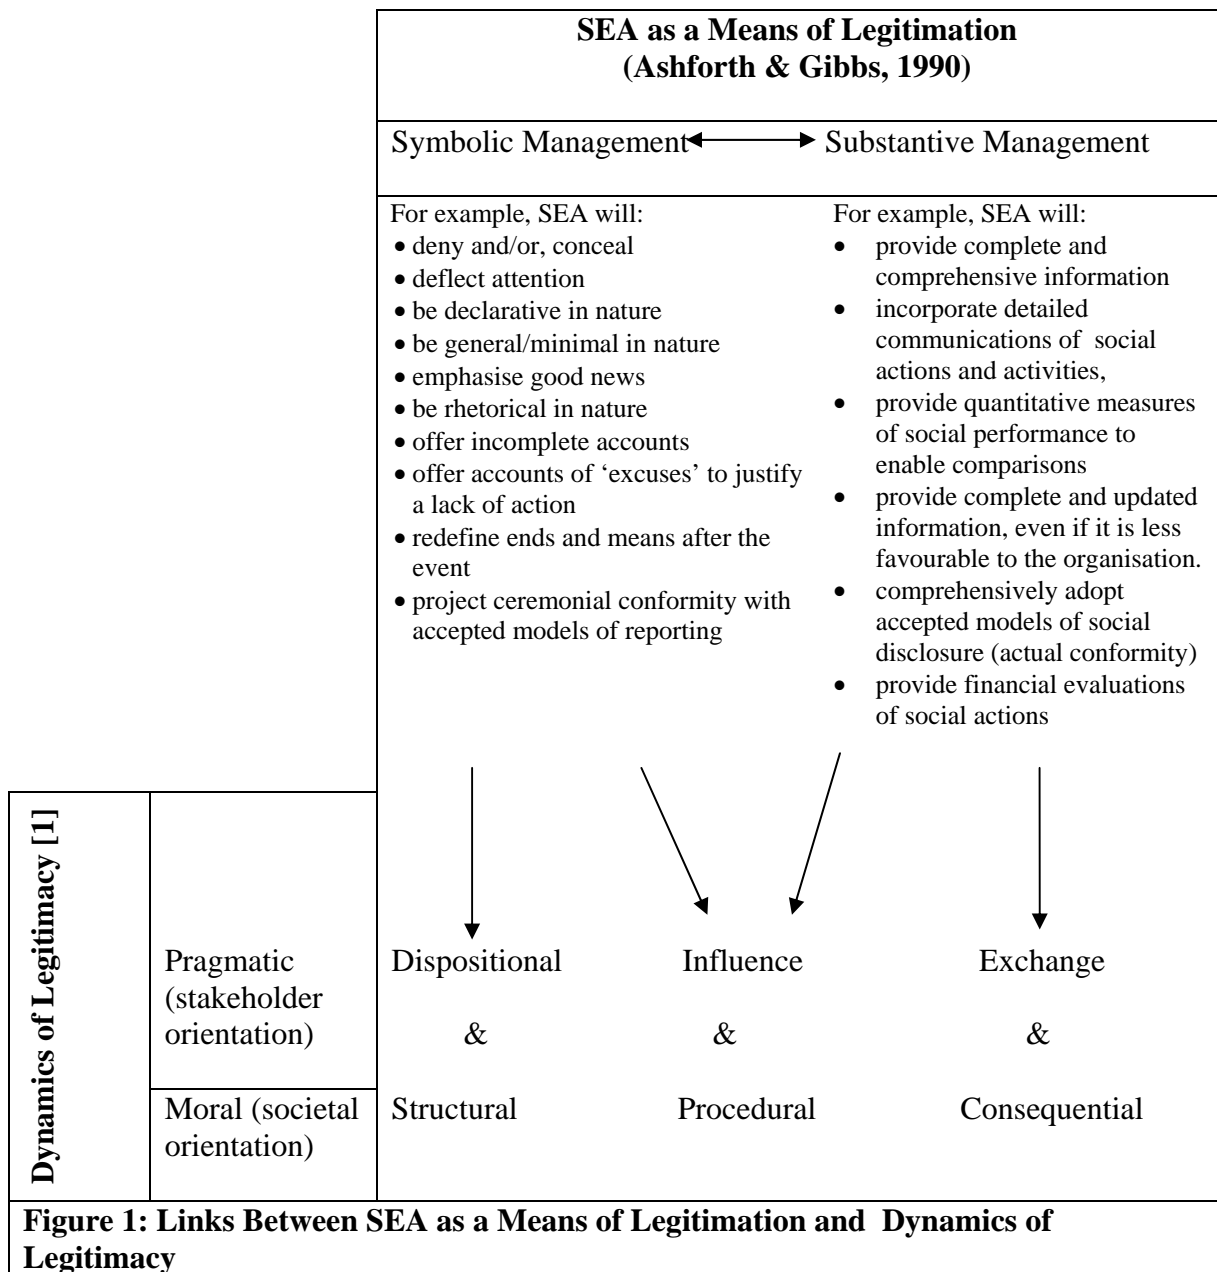 SEA as a Means of Legitimation
(Ashforth & Gibbs, 1990)
Symbolic Management Substantive Management
For example, SEA will:
• deny and/or, conceal
• deflect attention
• be declarative in nature
• be general/minimal in nature
• emphasise good news
• be rhetorical in nature
• offer incomplete accounts
• offer accounts of ‘excuses’ to justify
a lack of action
• redefine ends and means after the
event
• project ceremonial conformity with
accepted models of reporting
For example, SEA will:
• provide complete and
comprehensive information
• incorporate detailed
communications of social
actions and activities,
• provide quantitative measures
of social performance to
enable comparisons
• provide complete and updated
information, even if it is less
favourable to the organisation.
• comprehensively adopt
accepted models of social
disclosure (actual conformity)
• provide financial evaluations
of social actions
Dynamics of Legitimacy [1]
Pragmatic
(stakeholder
orientation)
Dispositional Influence Exchange
& & &
Moral (societal
orientation)
Structural Procedural Consequential
Figure 1: Links Between SEA as a Means of Legitimation and Dynamics of
Legitimacy